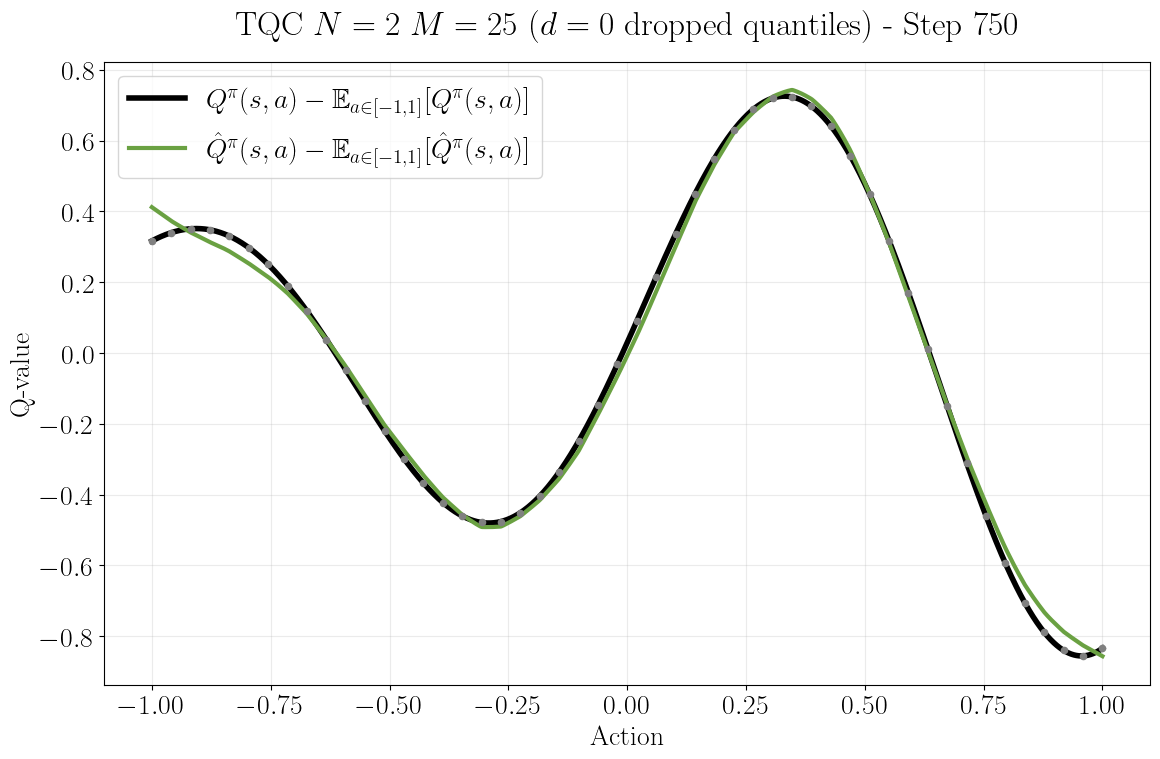 TQC N = 2 M = 25 (d = 0 dropped quantiles) - Step 750
Q^π(s, a) − 𝔼_{a∈[−1,1]}[Q^π(s, a)]
Q̂^π(s, a) − 𝔼_{a∈[−1,1]}[Q̂^π(s, a)]
0.8
0.6
0.4
0.2
0.0
−0.2
−0.4
−0.6
−0.8
Q-value
−1.00 −0.75 −0.50 −0.25 0.00 0.25 0.50 0.75 1.00
Action